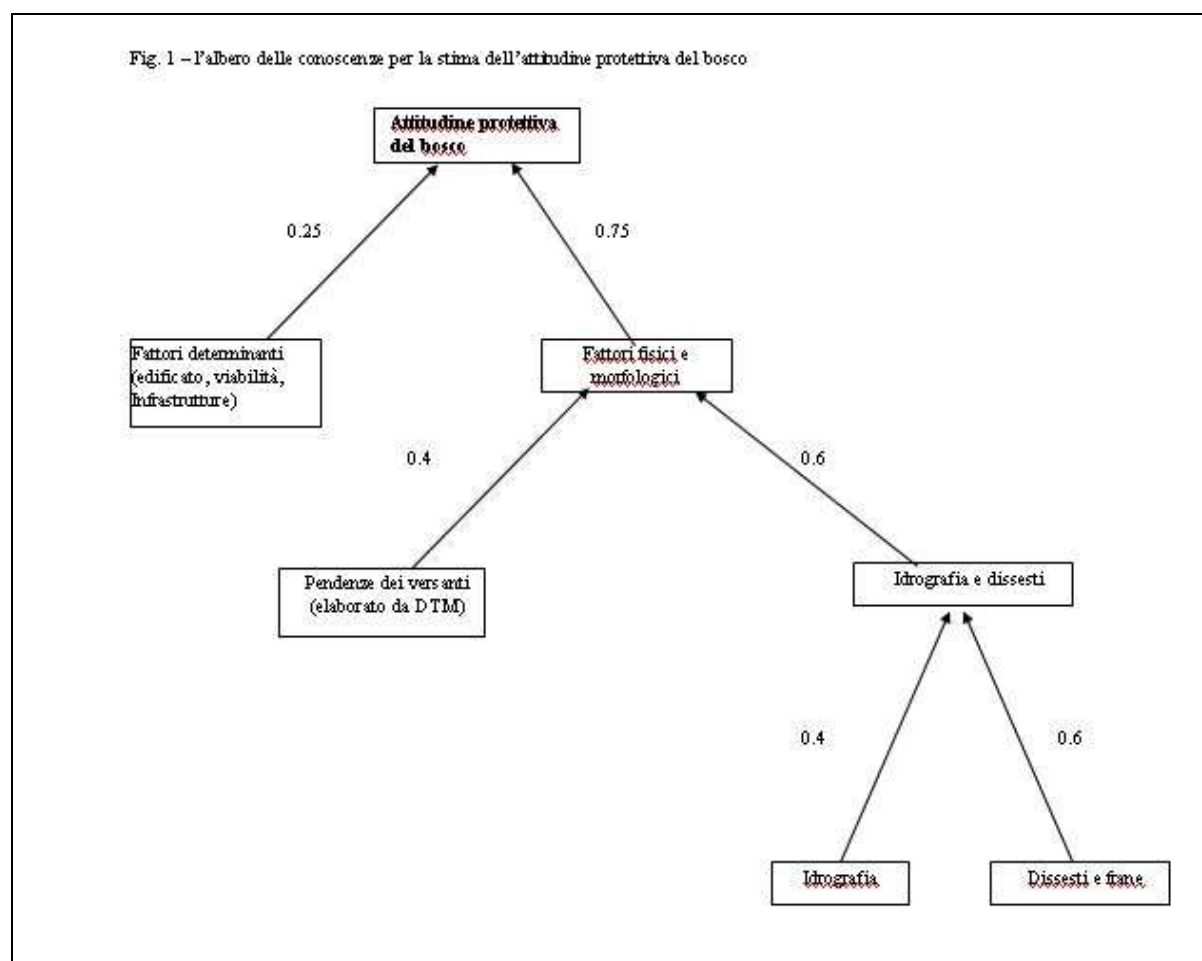 Fig. 1 – l'albero delle conoscenze per la stima dell'attitudine protettiva del bosco
Attitudine protettiva
del bosco
0.25
0.75
Fattori determinanti
(edificato, viabilità,
Infrastrutture)
Fattori fisici e
morfologici
0.4
0.6
Pendenze dei versanti
(elaborato da DTM)
Idrografia e dissesti
0.4
0.6
Idrografia
Dissesti e frane